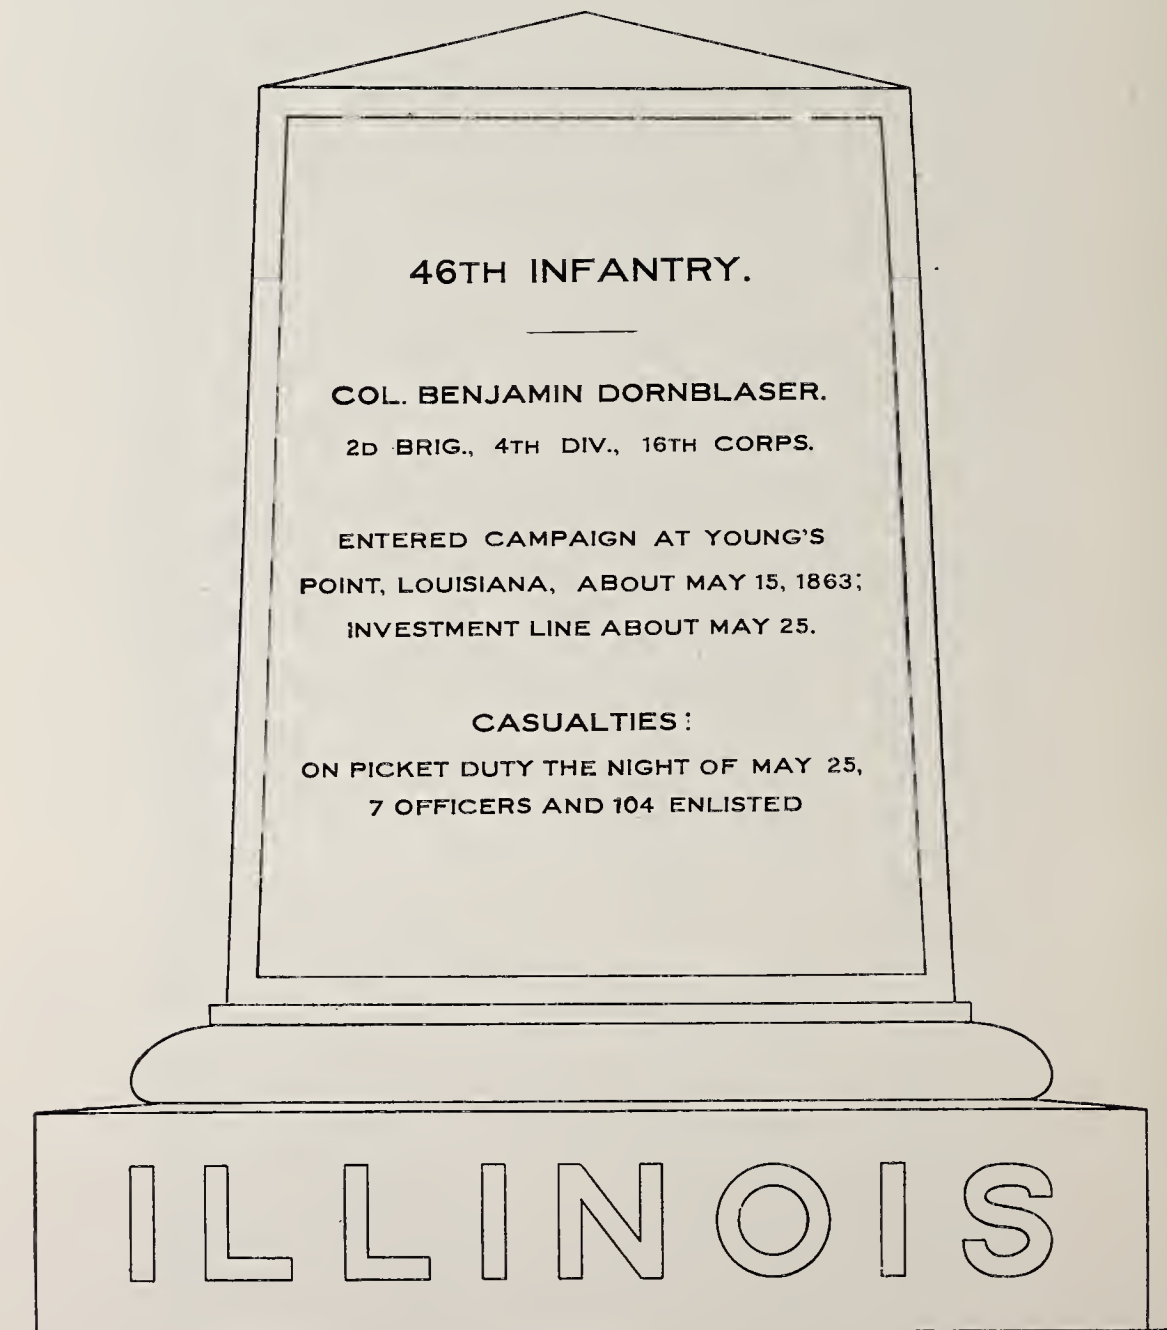 46TH INFANTRY.
COL. BENJAMIN DORNBLASER.
2D BRIG., 4TH DIV., 16TH CORPS.
ENTERED CAMPAIGN AT YOUNG'S
POINT, LOUISIANA, ABOUT MAY 15, 1863;
INVESTMENT LINE ABOUT MAY 25.
CASUALTIES:
ON PICKET DUTY THE NIGHT OF MAY 25,
7 OFFICERS AND 104 ENLISTED
ILLINOIS